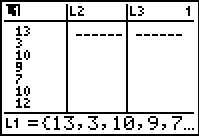 L1 L2 L3 1
13 ------ ------
3
10
9
7
10
12
L1 ={13,3,10,9,7…